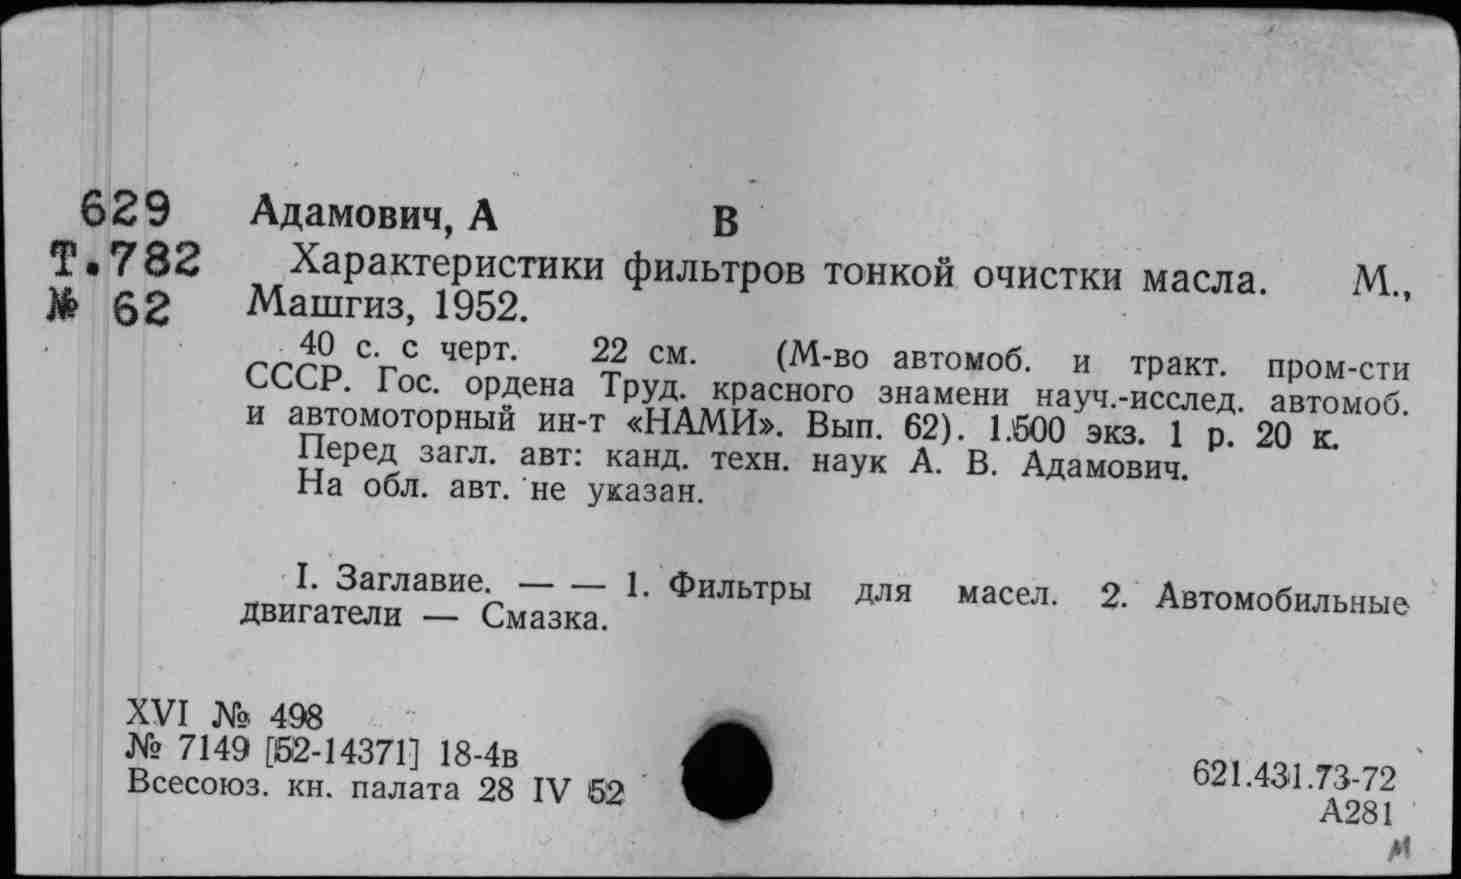 629 Адамович, А В
Т.782 Характеристики фильтров тонкой очистки масла. М.,
№ 62 Машгиз, 1952.
40 с. с черт. 22 см. (М-во автомоб. и тракт. пром-сти
СССР. Гос. ордена Труд. красного знамени науч.-исслед. автомоб.
и автомоторный ин-т «НАМИ». Вып. 62). 1.500 экз. 1 р. 20 к.
Перед загл. авт: канд. техн. наук А. В. Адамович.
На обл. авт. не указан.
I. Заглавие. — — 1. Фильтры для масел. 2. Автомобильные
двигатели — Смазка.
XVI № 498
№ 7149 [52-14371] 18-4в
Всесоюз. кн. палата 28 IV 52
621.431.73-72
А281
М